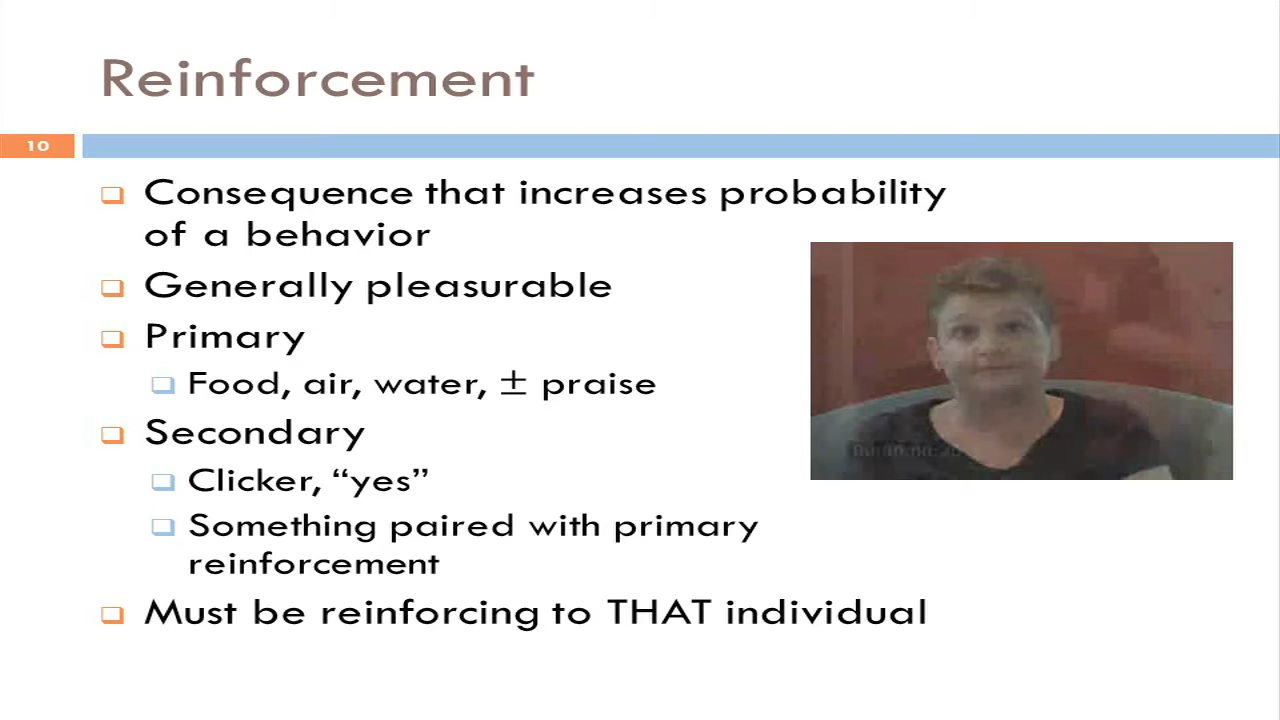 Reinforcement
10
Consequence that increases probability
of a behavior
Generally pleasurable
Primary
Food, air, water, ± praise
Secondary
Clicker, “yes”
Something paired with primary
reinforcement
Must be reinforcing to THAT individual